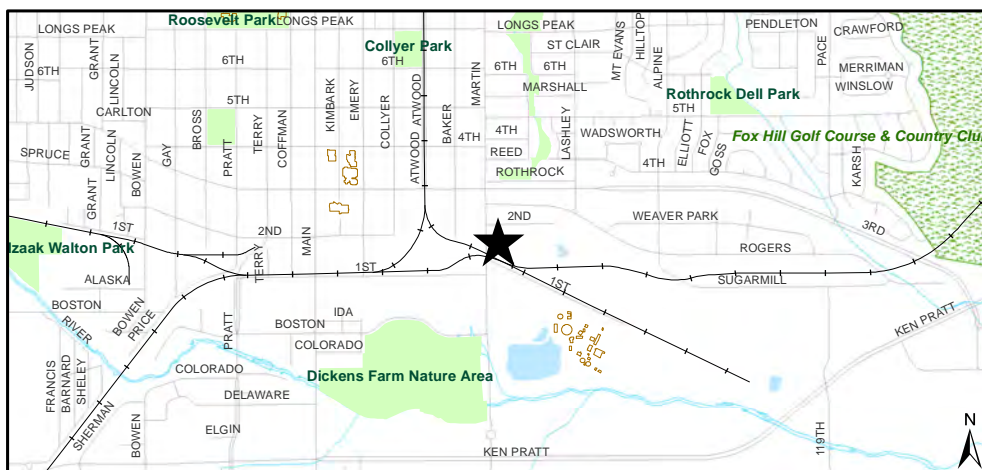 Roosevelt Park
LONGS PEAK
LONGS PEAK
LONGS PEAK
PENDLETON
CRAWFORD
JUDSON
GRANT
LINCOLN
Collyer Park
ST CLAIR
MT EVANS
HILLTOP
ALPINE
PACE
6TH
6TH
6TH
6TH
6TH
MERRIMAN
WINSLOW
MARSHALL
Rothrock Dell Park
CARLTON
5TH
5TH
KIMBARK
EMERY
COLLYER
ATWOOD
ATWOOD
BAKER
MARTIN
4TH
4TH
REED
LASHLEY
WADSWORTH
4TH
ELLIOTT
FOX
GOSS
Fox Hill Golf Course & Country Clu
SPRUCE
GRANT
LINCOLN
BOWEN
GAY
BROSS
PRATT
TERRY
COFFMAN
ROTHROCK
KARSH
GRANT
1ST
2ND
MAIN
2ND
WEAVER PARK
3RD
Izaak Walton Park
TERRY
1ST
ROGERS
ALASKA
1ST
SUGARMILL
BOSTON
BOWEN
PRICE
PRATT
IDA
BOSTON
COLORADO
KEN PRATT
RIVER
FRANCIS
BARNARD
SHELEY
COLORADO
Dickens Farm Nature Area
SHERMAN
BOWEN
DELAWARE
ELGIN
KEN PRATT
119TH
N